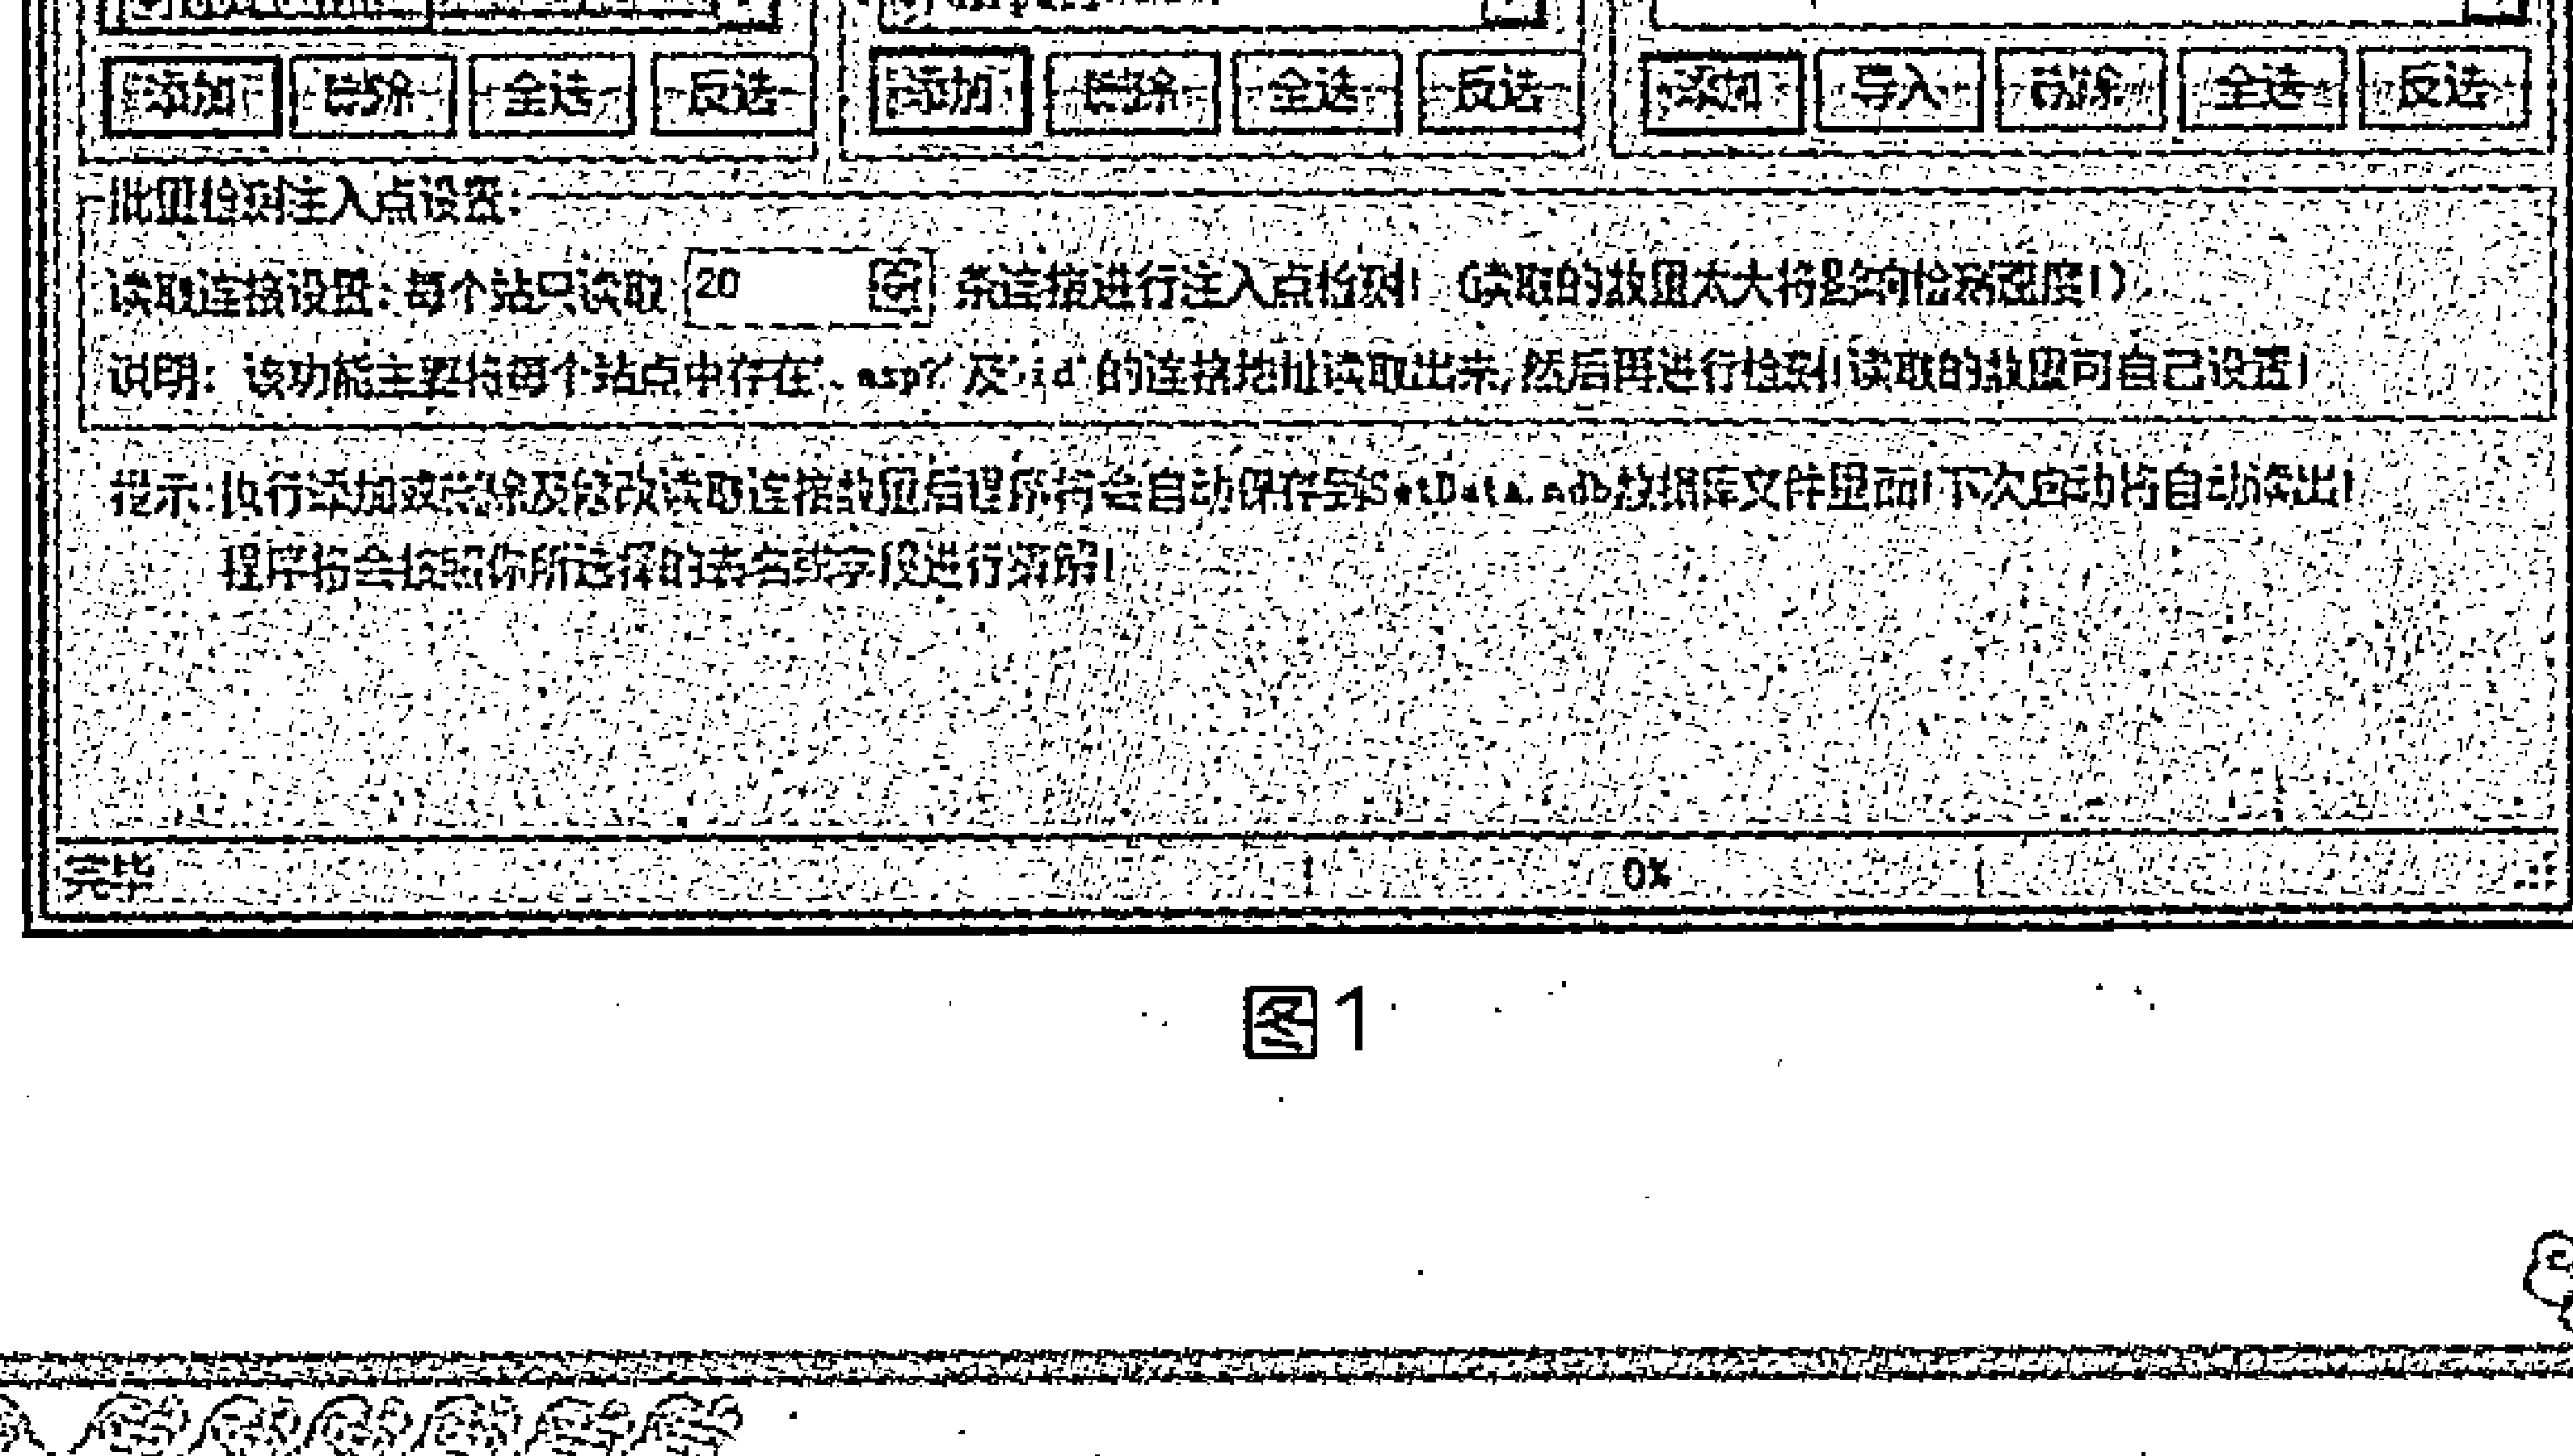 添加 删除 全选 反选 添加 删除 全选 反选 添加 导入 删除 全选 反选
批量检测注入点设置:
读取连接设置:每个站只读取 20 条连接进行注入点检测! (读取的数量太大将影响检测速度!)
说明: 该功能主要将每个站点中存在'.asp?'及'id'的连接地址读取出来,然后再进行检测!读取的数量可自己设置!
提示:执行添加或删除及修改读取连接数量后程序将会自动保存到SetData.mdb数据库文件里面!下次启动将自动读出!
程序将会按照你所选择的表名或字段进行猜解!
完毕 0%
图1